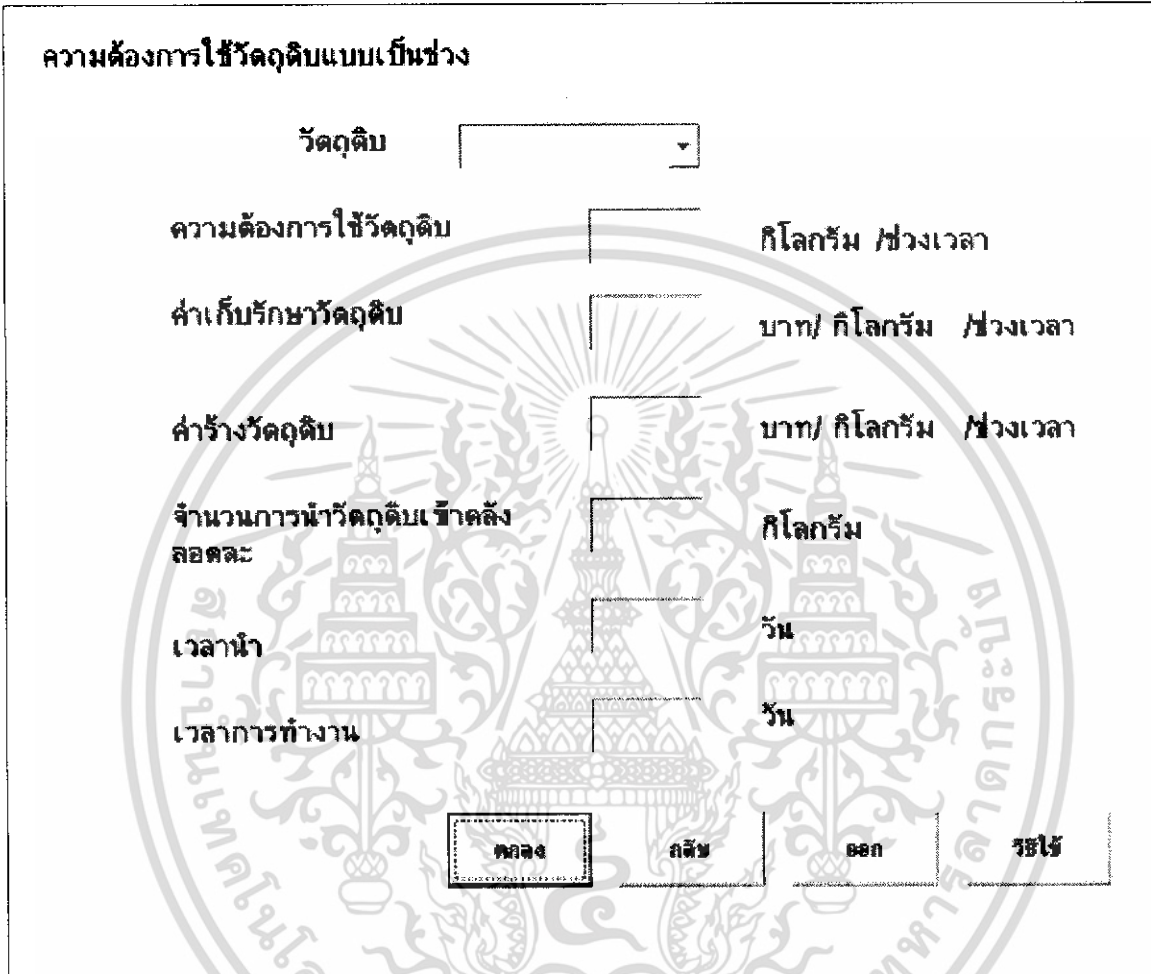 ความต้องการใช้วัตถุดิบแบบเป็นช่วง
วัตถุดิบ
ความต้องการใช้วัตถุดิบ กิโลกรัม /ช่วงเวลา
ค่าเก็บรักษาวัตถุดิบ บาท/ กิโลกรัม /ช่วงเวลา
ค่าร้างวัตถุดิบ บาท/ กิโลกรัม /ช่วงเวลา
จำนวนการนำวัตถุดิบเข้าคลัง กิโลกรัม
ลอตละ
เวลานำ วัน
เวลาการทำงาน วัน
ตกลง กลับ ออก วิธีใช้